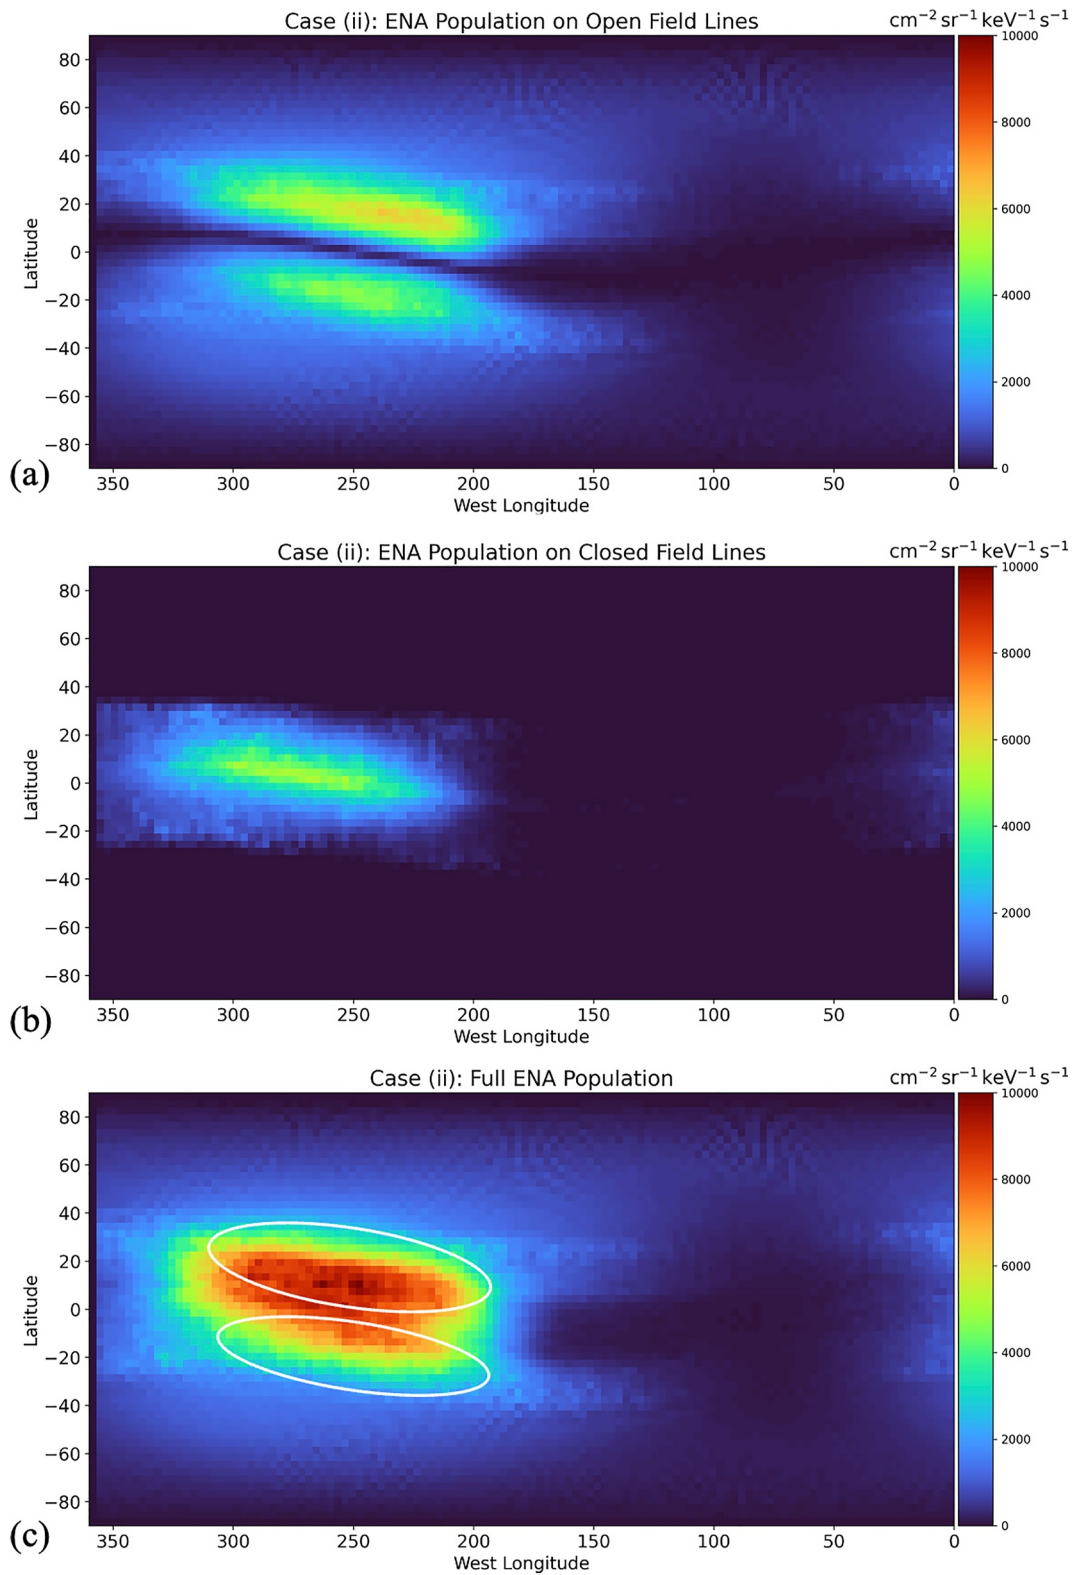 Case (ii): ENA Population on Open Field Lines
cm⁻² sr⁻¹ keV⁻¹ s⁻¹
10000
8000
6000
4000
2000
0
Latitude
80
60
40
20
0
−20
−40
−60
−80
350 300 250 200 150 100 50 0
West Longitude
(a)
Case (ii): ENA Population on Closed Field Lines
cm⁻² sr⁻¹ keV⁻¹ s⁻¹
10000
8000
6000
4000
2000
0
Latitude
80
60
40
20
0
−20
−40
−60
−80
350 300 250 200 150 100 50 0
West Longitude
(b)
Case (ii): Full ENA Population
cm⁻² sr⁻¹ keV⁻¹ s⁻¹
10000
8000
6000
4000
2000
0
Latitude
80
60
40
20
0
−20
−40
−60
−80
350 300 250 200 150 100 50 0
West Longitude
(c)